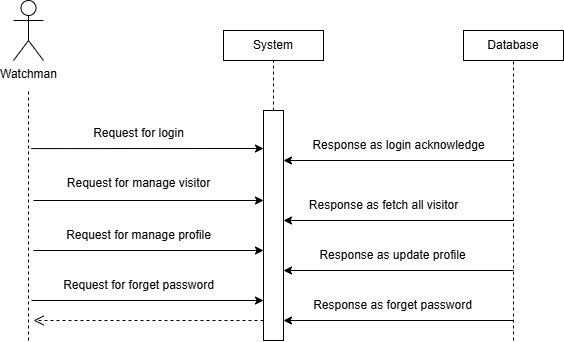 System
Database
Watchman
Request for login
Response as login acknowledge
Request for manage visitor
Response as fetch all visitor
Request for manage profile
Response as update profile
Request for forget password
Response as forget password